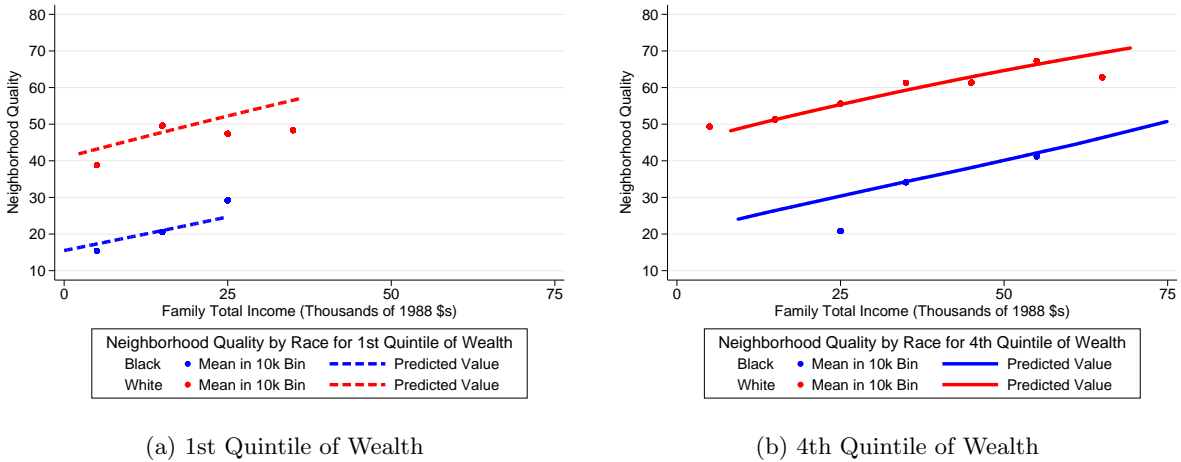 80
70
60
50
40
30
20
10
Neighborhood Quality
0 25 50 75
Family Total Income (Thousands of 1988 $s)
Neighborhood Quality by Race for 1st Quintile of Wealth
Black Mean in 10k Bin Predicted Value
White Mean in 10k Bin Predicted Value
(a) 1st Quintile of Wealth
80
70
60
50
40
30
20
10
Neighborhood Quality
0 25 50 75
Family Total Income (Thousands of 1988 $s)
Neighborhood Quality by Race for 4th Quintile of Wealth
Black Mean in 10k Bin Predicted Value
White Mean in 10k Bin Predicted Value
(b) 4th Quintile of Wealth